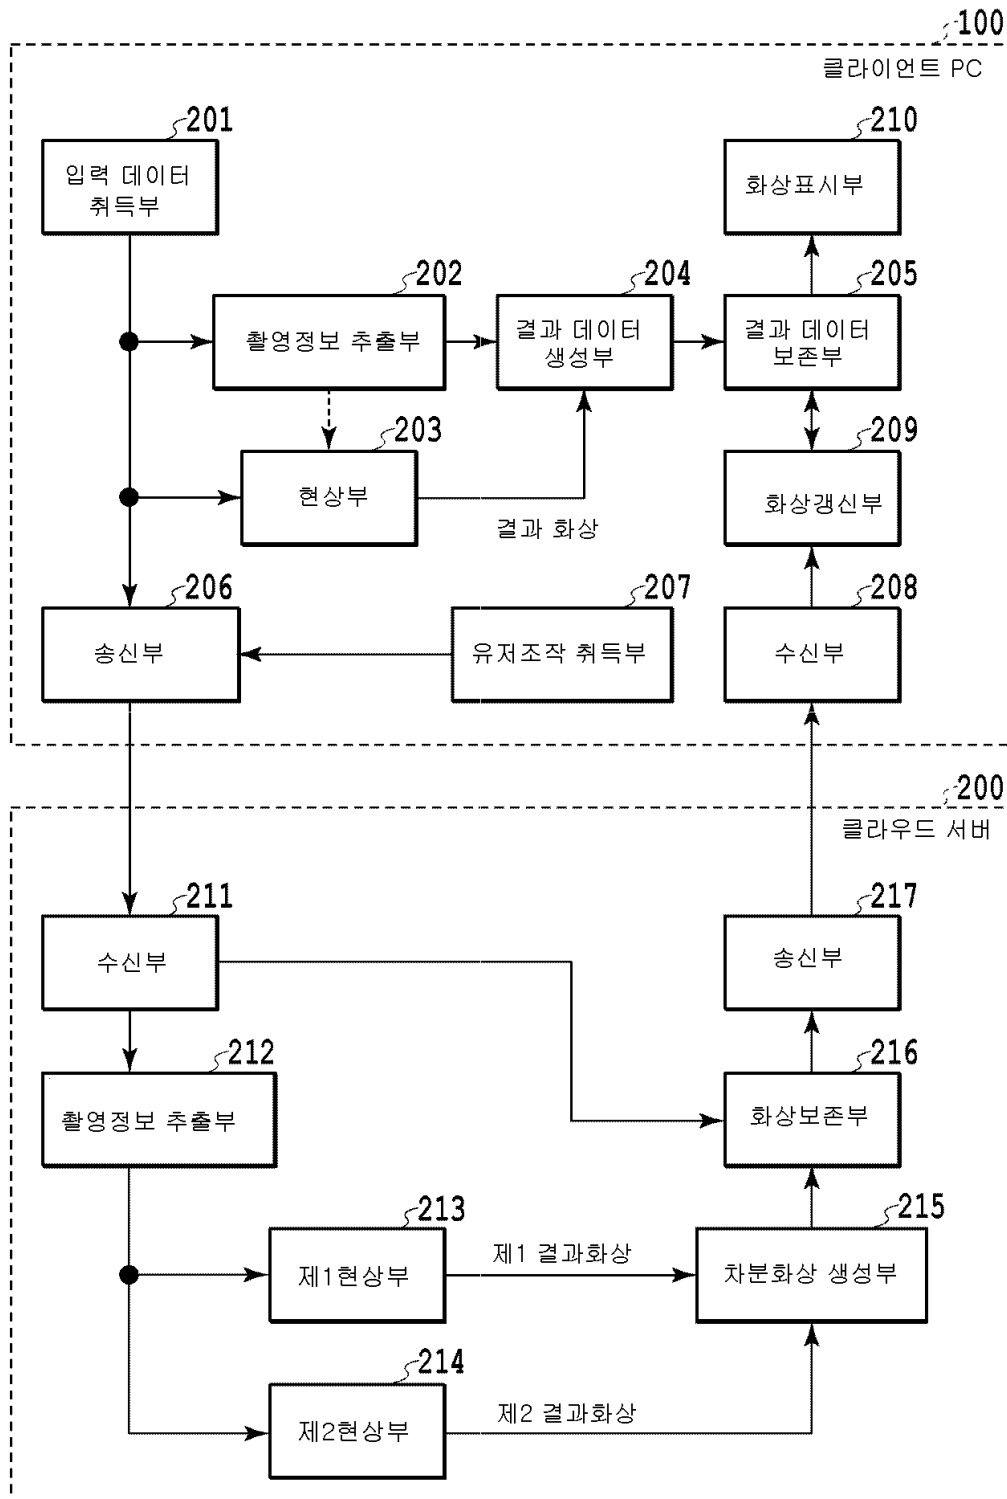 100
클라이언트 PC
201
입력 데이터
취득부
210
화상표시부
202
촬영정보 추출부
204
결과 데이터
생성부
205
결과 데이터
보존부
203
현상부
결과 화상
209
화상갱신부
206
송신부
207
유저조작 취득부
208
수신부
200
클라우드 서버
211
수신부
217
송신부
212
촬영정보 추출부
216
화상보존부
213
제1현상부
제1 결과화상
215
차분화상 생성부
214
제2현상부
제2 결과화상